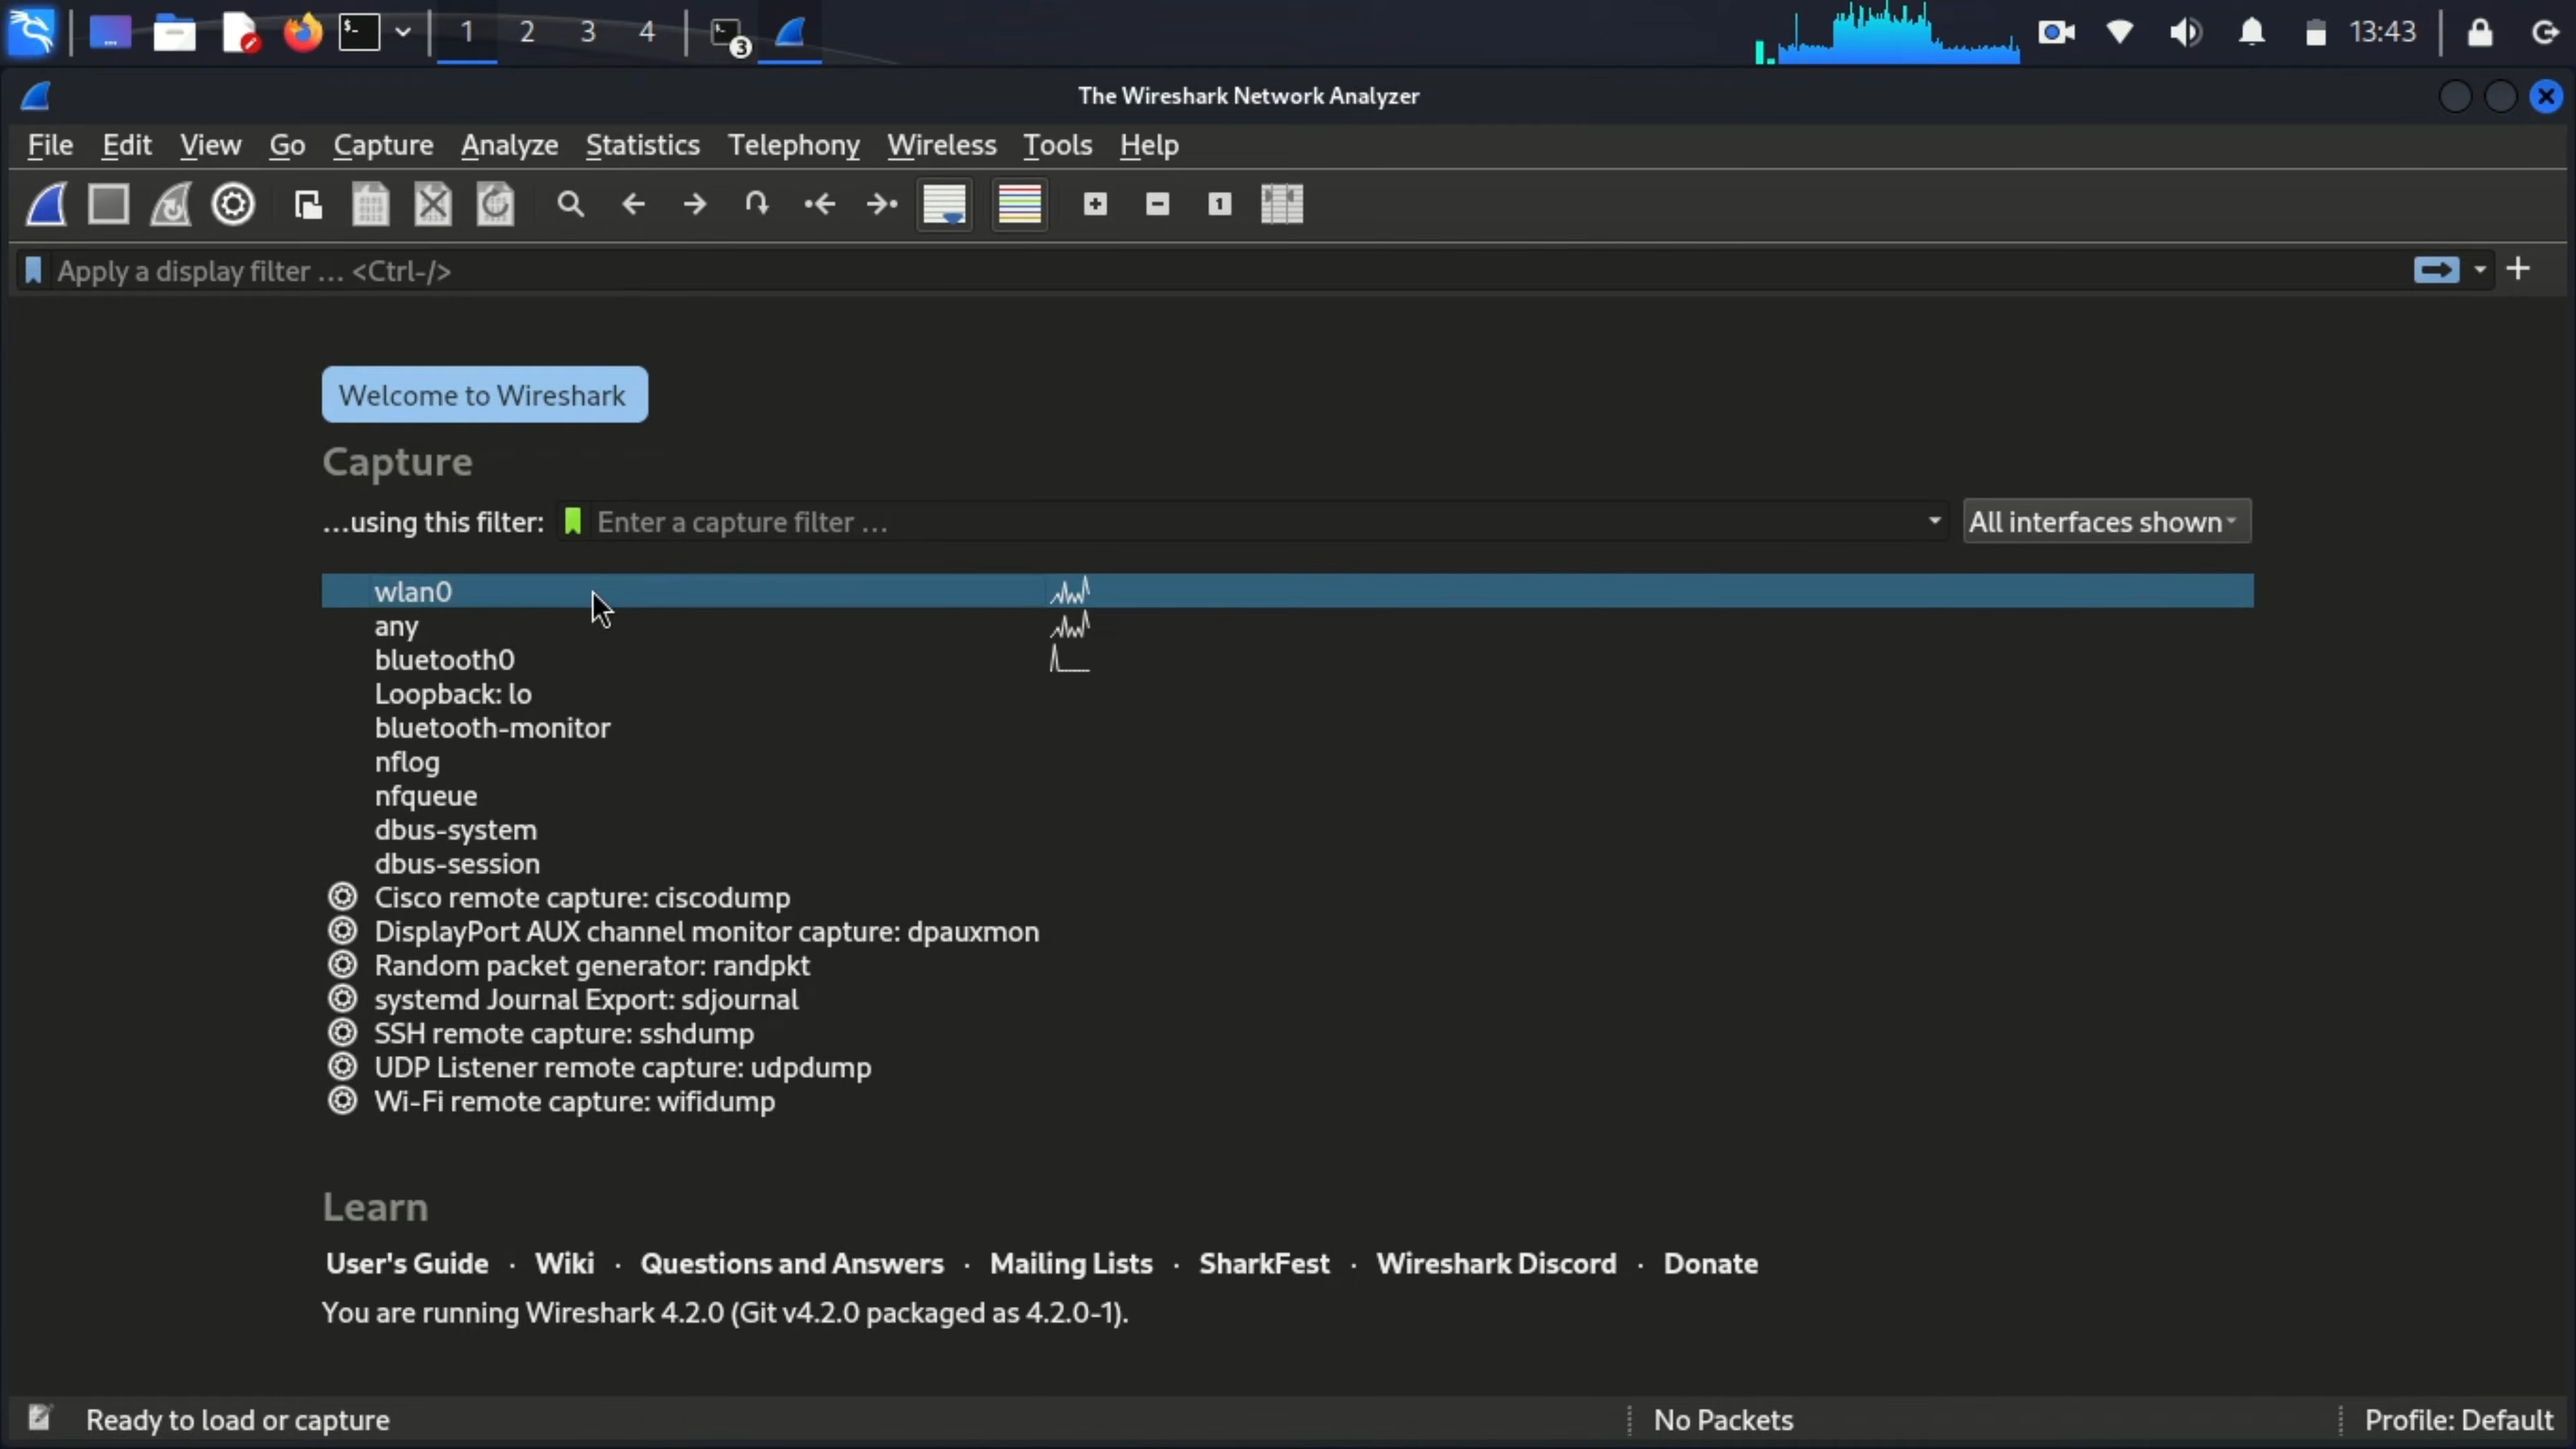 1 2 3 4 3 13:43
The Wireshark Network Analyzer
File Edit View Go Capture Analyze Statistics Telephony Wireless Tools Help
Apply a display filter … <Ctrl-/>
Welcome to Wireshark
Capture
…using this filter: Enter a capture filter … All interfaces shown
wlan0
any
bluetooth0
Loopback: lo
bluetooth-monitor
nflog
nfqueue
dbus-system
dbus-session
Cisco remote capture: ciscodump
DisplayPort AUX channel monitor capture: dpauxmon
Random packet generator: randpkt
systemd Journal Export: sdjournal
SSH remote capture: sshdump
UDP Listener remote capture: udpdump
Wi-Fi remote capture: wifidump
Learn
User's Guide · Wiki · Questions and Answers · Mailing Lists · SharkFest · Wireshark Discord · Donate
You are running Wireshark 4.2.0 (Git v4.2.0 packaged as 4.2.0-1).
Ready to load or capture No Packets Profile: Default